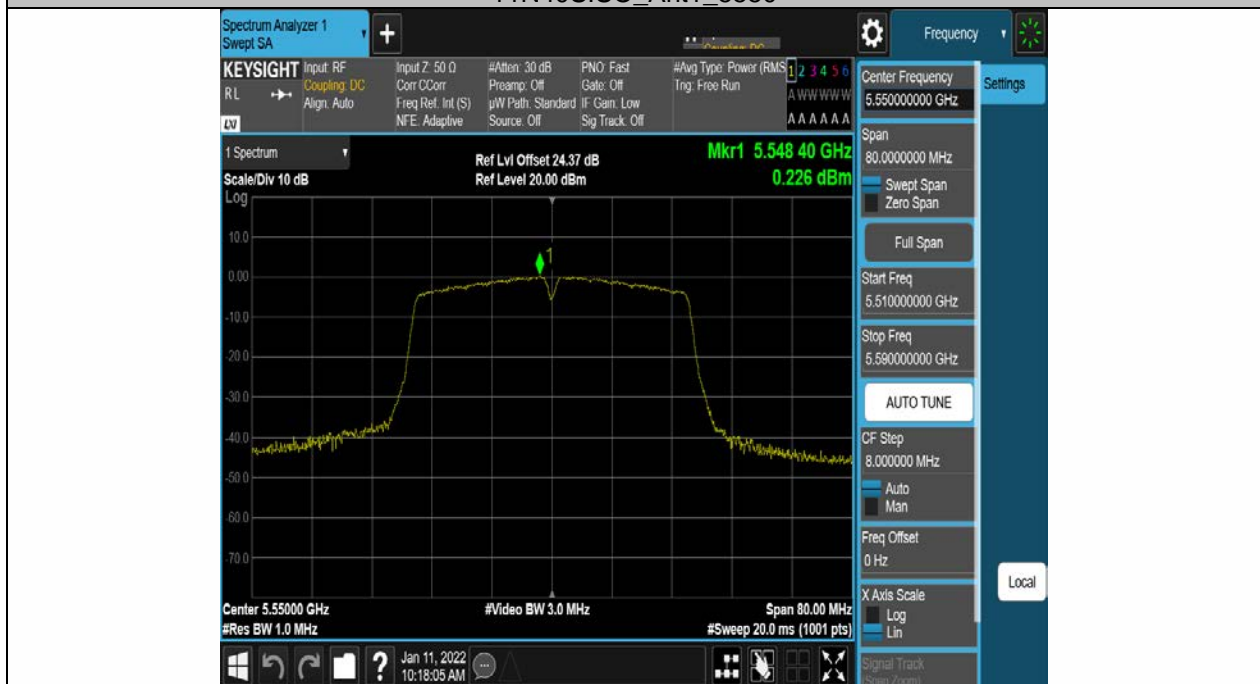 Spectrum Analyzer 1
Swept SA
+
Frequency
KEYSIGHT
R L
LXI
Input: RF
Coupling: DC
Align: Auto
Input Z: 50 Ω
Corr CCorr
Freq Ref: Int (S)
NFE: Adaptive
#Atten: 30 dB
Preamp: Off
µW Path: Standard
Source: Off
PNO: Fast
Gate: Off
IF Gain: Low
Sig Track: Off
#Avg Type: Power (RMS
Trig: Free Run
1 2 3 4 5 6
A W W W W W
A A A A A A
1 Spectrum
Scale/Div 10 dB
Log
Ref Lvl Offset 24.37 dB
Ref Level 20.00 dBm
Mkr1 5.548 40 GHz
0.226 dBm
10.0
0.00
-10.0
-20.0
-30.0
-40.0
-50.0
-60.0
-70.0
1
Center 5.55000 GHz
#Res BW 1.0 MHz
#Video BW 3.0 MHz
Span 80.00 MHz
#Sweep 20.0 ms (1001 pts)
Center Frequency
5.550000000 GHz
Span
80.0000000 MHz
Swept Span
Zero Span
Full Span
Start Freq
5.510000000 GHz
Stop Freq
5.590000000 GHz
AUTO TUNE
CF Step
8.000000 MHz
Auto
Man
Freq Offset
0 Hz
X Axis Scale
Log
Lin
Signal Track
(Span Zoom)
Settings
Local
?
Jan 11, 2022
10:18:05 AM